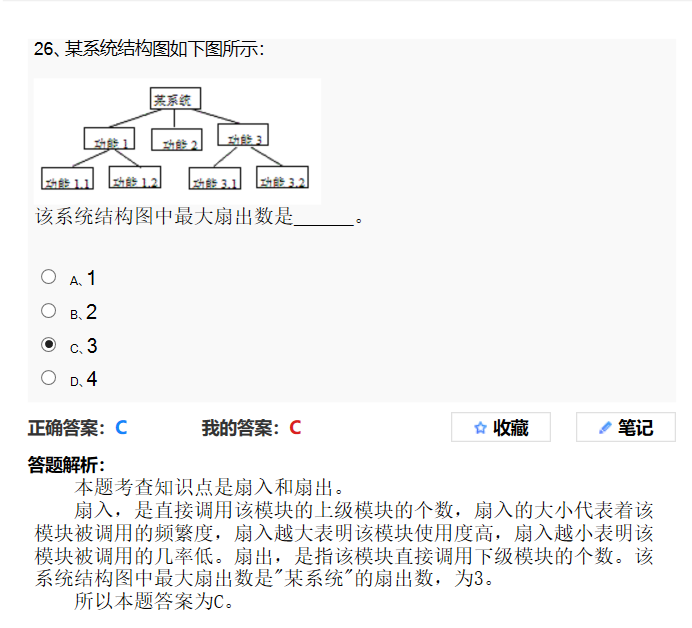 26、某系统结构图如下图所示：
某系统
功能 1 功能 2 功能 3
功能 1.1 功能 1.2 功能 3.1 功能 3.2
该系统结构图中最大扇出数是______。
A、1
B、2
C、3
D、4
正确答案：C 我的答案：C 收藏 笔记
答题解析：
本题考查知识点是扇入和扇出。
扇入，是直接调用该模块的上级模块的个数，扇入的大小代表着该
模块被调用的频繁度，扇入越大表明该模块使用度高，扇入越小表明该
模块被调用的几率低。扇出，是指该模块直接调用下级模块的个数。该
系统结构图中最大扇出数是"某系统"的扇出数，为3。
所以本题答案为C。